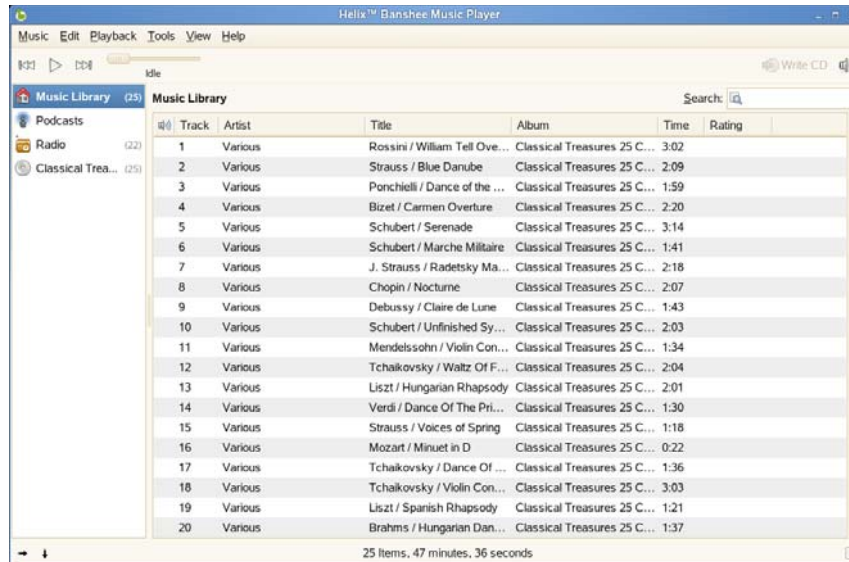 Helix™ Banshee Music Player
Music Edit Playback Tools View Help
Idle
Write CD
Music Library (25)
Podcasts
Radio (22)
Classical Trea... (25)
Music Library
Search:
Track Artist Title Album Time Rating
1 Various Rossini / William Tell Ove... Classical Treasures 25 C... 3:02
2 Various Strauss / Blue Danube Classical Treasures 25 C... 2:09
3 Various Ponchielli / Dance of the ... Classical Treasures 25 C... 1:59
4 Various Bizet / Carmen Overture Classical Treasures 25 C... 2:20
5 Various Schubert / Serenade Classical Treasures 25 C... 3:14
6 Various Schubert / Marche Militaire Classical Treasures 25 C... 1:41
7 Various J. Strauss / Radetsky Ma... Classical Treasures 25 C... 2:18
8 Various Chopin / Nocturne Classical Treasures 25 C... 2:07
9 Various Debussy / Claire de Lune Classical Treasures 25 C... 1:43
10 Various Schubert / Unfinished Sy... Classical Treasures 25 C... 2:03
11 Various Mendelssohn / Violin Con... Classical Treasures 25 C... 1:34
12 Various Tchaikovsky / Waltz Of F... Classical Treasures 25 C... 2:04
13 Various Liszt / Hungarian Rhapsody Classical Treasures 25 C... 2:01
14 Various Verdi / Dance Of The Pri... Classical Treasures 25 C... 1:30
15 Various Strauss / Voices of Spring Classical Treasures 25 C... 1:18
16 Various Mozart / Minuet in D Classical Treasures 25 C... 0:22
17 Various Tchaikovsky / Dance Of ... Classical Treasures 25 C... 1:36
18 Various Tchaikovsky / Violin Con... Classical Treasures 25 C... 3:03
19 Various Liszt / Spanish Rhapsody Classical Treasures 25 C... 1:21
20 Various Brahms / Hungarian Dan... Classical Treasures 25 C... 1:37
25 Items, 47 minutes, 36 seconds